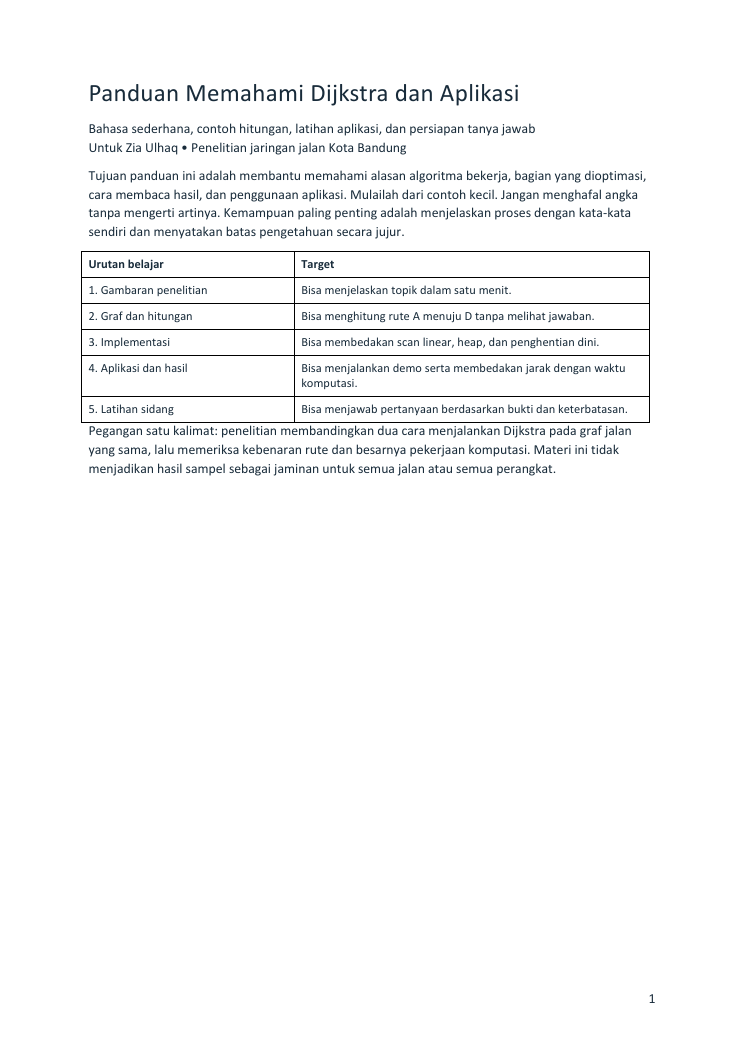 Panduan Memahami Dijkstra dan Aplikasi
Bahasa sederhana, contoh hitungan, latihan aplikasi, dan persiapan tanya jawab
Untuk Zia Ulhaq • Penelitian jaringan jalan Kota Bandung
Tujuan panduan ini adalah membantu memahami alasan algoritma bekerja, bagian yang dioptimasi,
cara membaca hasil, dan penggunaan aplikasi. Mulailah dari contoh kecil. Jangan menghafal angka
tanpa mengerti artinya. Kemampuan paling penting adalah menjelaskan proses dengan kata-kata
sendiri dan menyatakan batas pengetahuan secara jujur.
Urutan belajar Target
1. Gambaran penelitian Bisa menjelaskan topik dalam satu menit.
2. Graf dan hitungan Bisa menghitung rute A menuju D tanpa melihat jawaban.
3. Implementasi Bisa membedakan scan linear, heap, dan penghentian dini.
4. Aplikasi dan hasil Bisa menjalankan demo serta membedakan jarak dengan waktu
komputasi.
5. Latihan sidang Bisa menjawab pertanyaan berdasarkan bukti dan keterbatasan.
Pegangan satu kalimat: penelitian membandingkan dua cara menjalankan Dijkstra pada graf jalan
yang sama, lalu memeriksa kebenaran rute dan besarnya pekerjaan komputasi. Materi ini tidak
menjadikan hasil sampel sebagai jaminan untuk semua jalan atau semua perangkat.
1